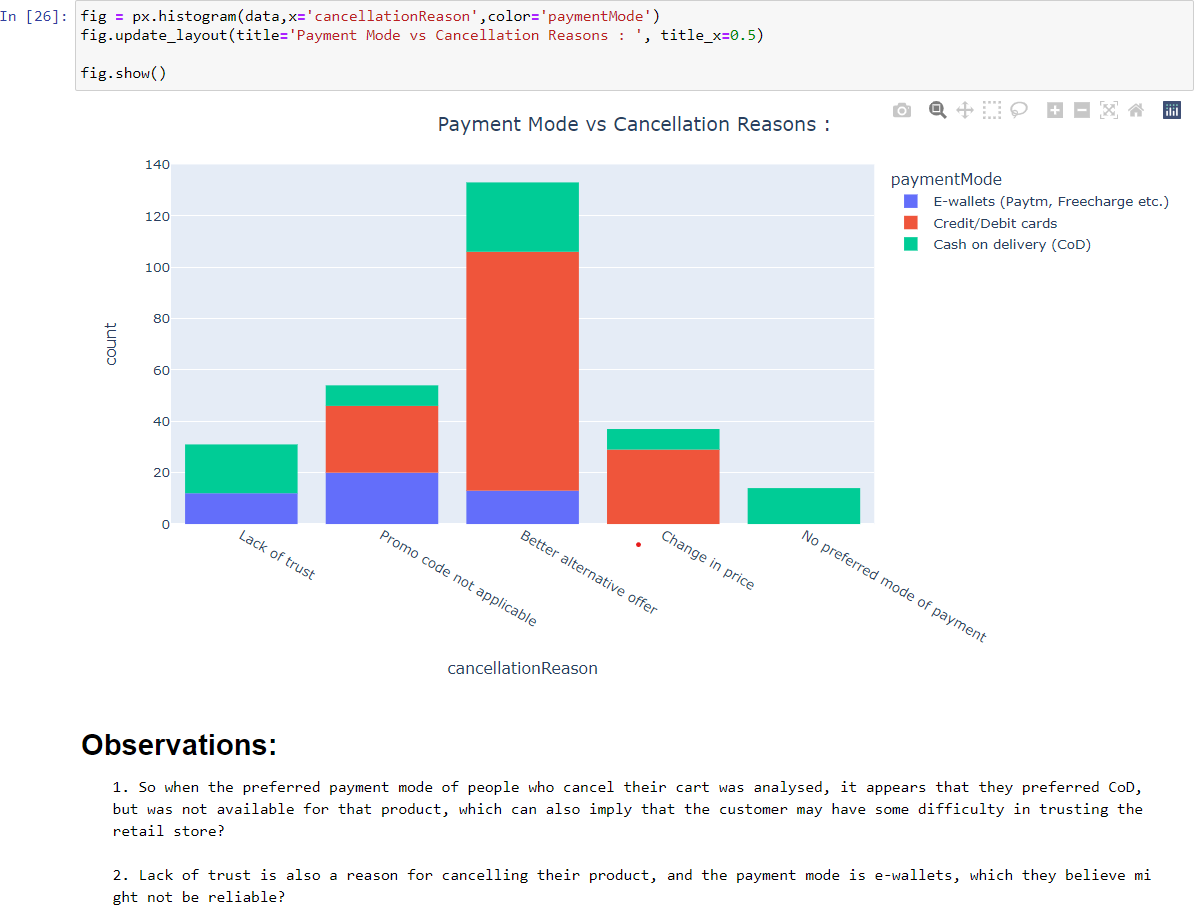 In [26]: fig = px.histogram(data,x='cancellationReason',color='paymentMode')
fig.update_layout(title='Payment Mode vs Cancellation Reasons : ', title_x=0.5)
fig.show()
Payment Mode vs Cancellation Reasons :
paymentMode
E-wallets (Paytm, Freecharge etc.)
Credit/Debit cards
Cash on delivery (CoD)
140
120
100
80
60
40
20
0
count
Lack of trust
Promo code not applicable
Better alternative offer
Change in price
No preferred mode of payment
cancellationReason
Observations:
1. So when the preferred payment mode of people who cancel their cart was analysed, it appears that they preferred CoD,
but was not available for that product, which can also imply that the customer may have some difficulty in trusting the
retail store?
2. Lack of trust is also a reason for cancelling their product, and the payment mode is e-wallets, which they believe mi
ght not be reliable?